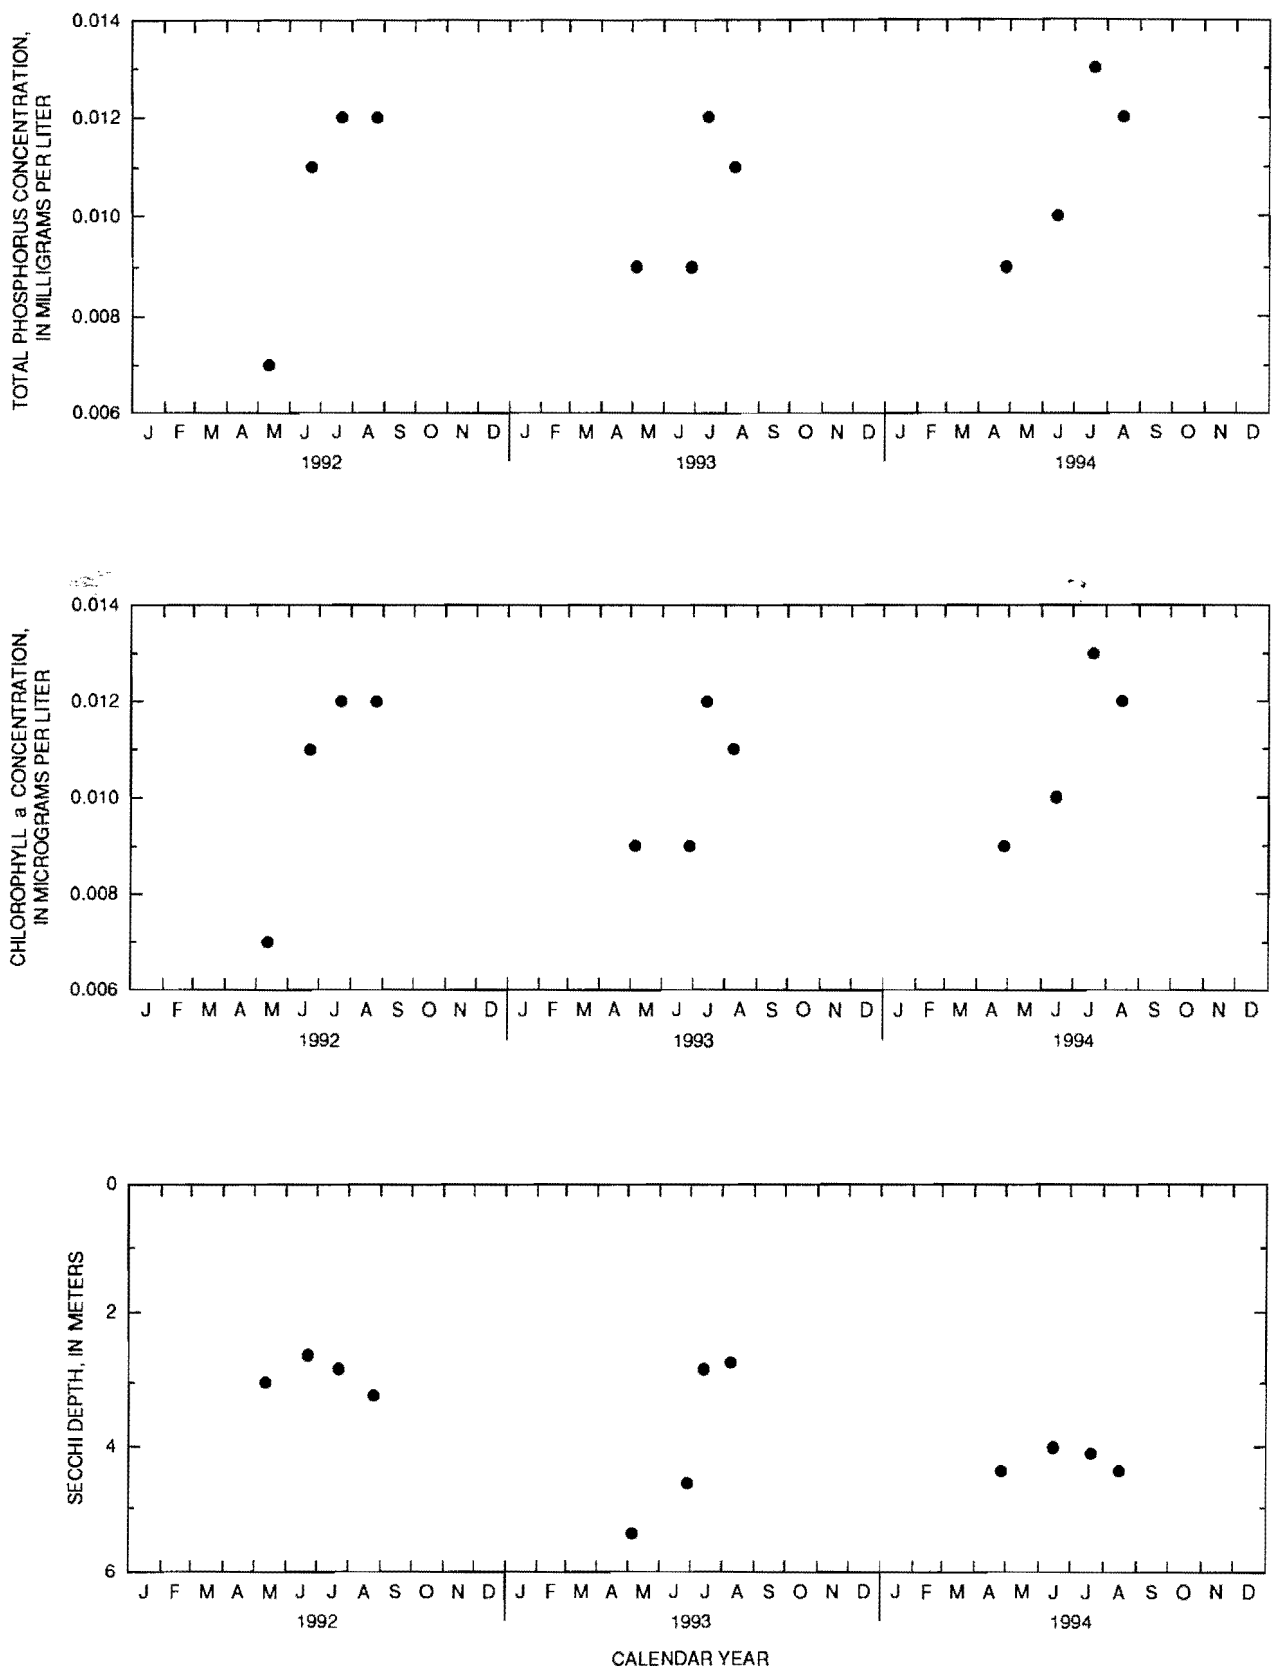 TOTAL PHOSPHORUS CONCENTRATION,
IN MILLIGRAMS PER LITER
0.014
0.012
0.010
0.008
0.006
J F M A M J J A S O N D J F M A M J J A S O N D J F M A M J J A S O N D
1992 1993 1994
CHLOROPHYLL a CONCENTRATION,
IN MICROGRAMS PER LITER
0.014
0.012
0.010
0.008
0.006
J F M A M J J A S O N D J F M A M J J A S O N D J F M A M J J A S O N D
1992 1993 1994
SECCHI DEPTH, IN METERS
0
2
4
6
J F M A M J J A S O N D J F M A M J J A S O N D J F M A M J J A S O N D
1992 1993 1994
CALENDAR YEAR